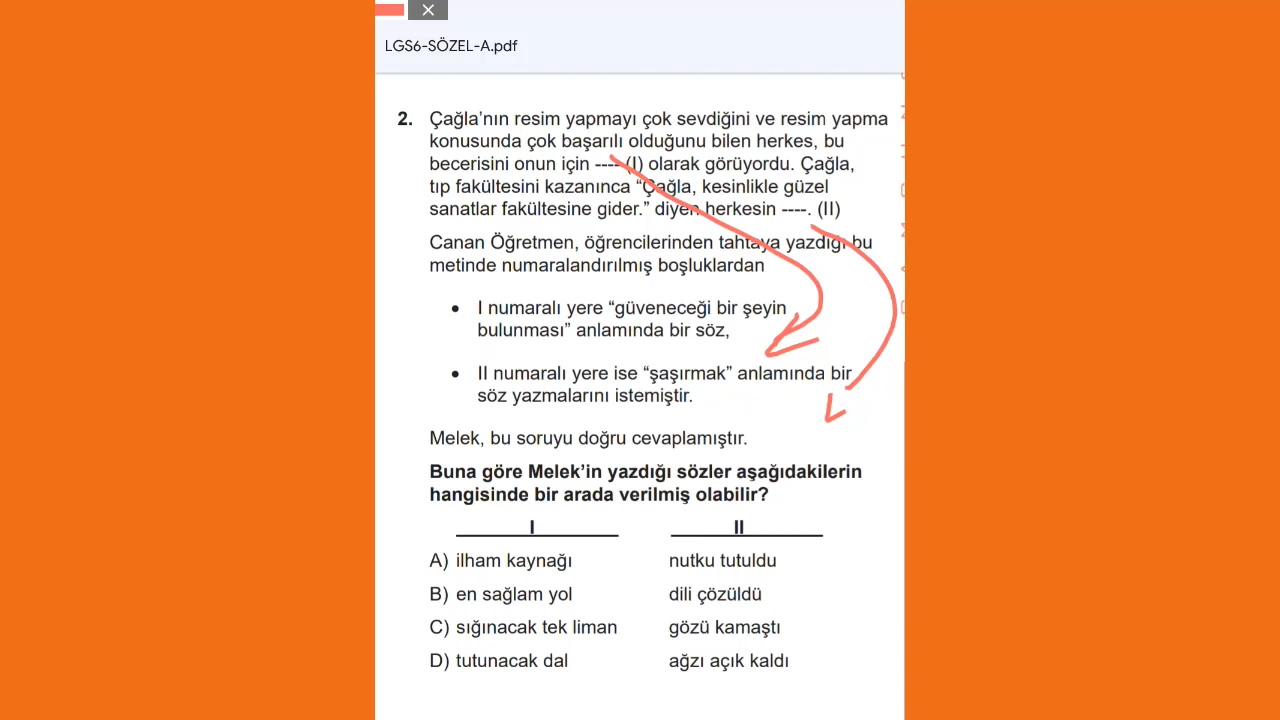 LGS6-SÖZEL-A.pdf
2. Çağla’nın resim yapmayı çok sevdiğini ve resim yapma
konusunda çok başarılı olduğunu bilen herkes, bu
becerisini onun için ---- (I) olarak görüyordu. Çağla,
tıp fakültesini kazanınca “Çağla, kesinlikle güzel
sanatlar fakültesine gider.” diyen herkesin ----. (II)
Canan Öğretmen, öğrencilerinden tahtaya yazdığı bu
metinde numaralandırılmış boşluklardan
• I numaralı yere “güveneceği bir şeyin
bulunması” anlamında bir söz,
• II numaralı yere ise “şaşırmak” anlamında bir
söz yazmalarını istemiştir.
Melek, bu soruyu doğru cevaplamıştır.
Buna göre Melek’in yazdığı sözler aşağıdakilerin
hangisinde bir arada verilmiş olabilir?
I II
A) ilham kaynağı nutku tutuldu
B) en sağlam yol dili çözüldü
C) sığınacak tek liman gözü kamaştı
D) tutunacak dal ağzı açık kaldı